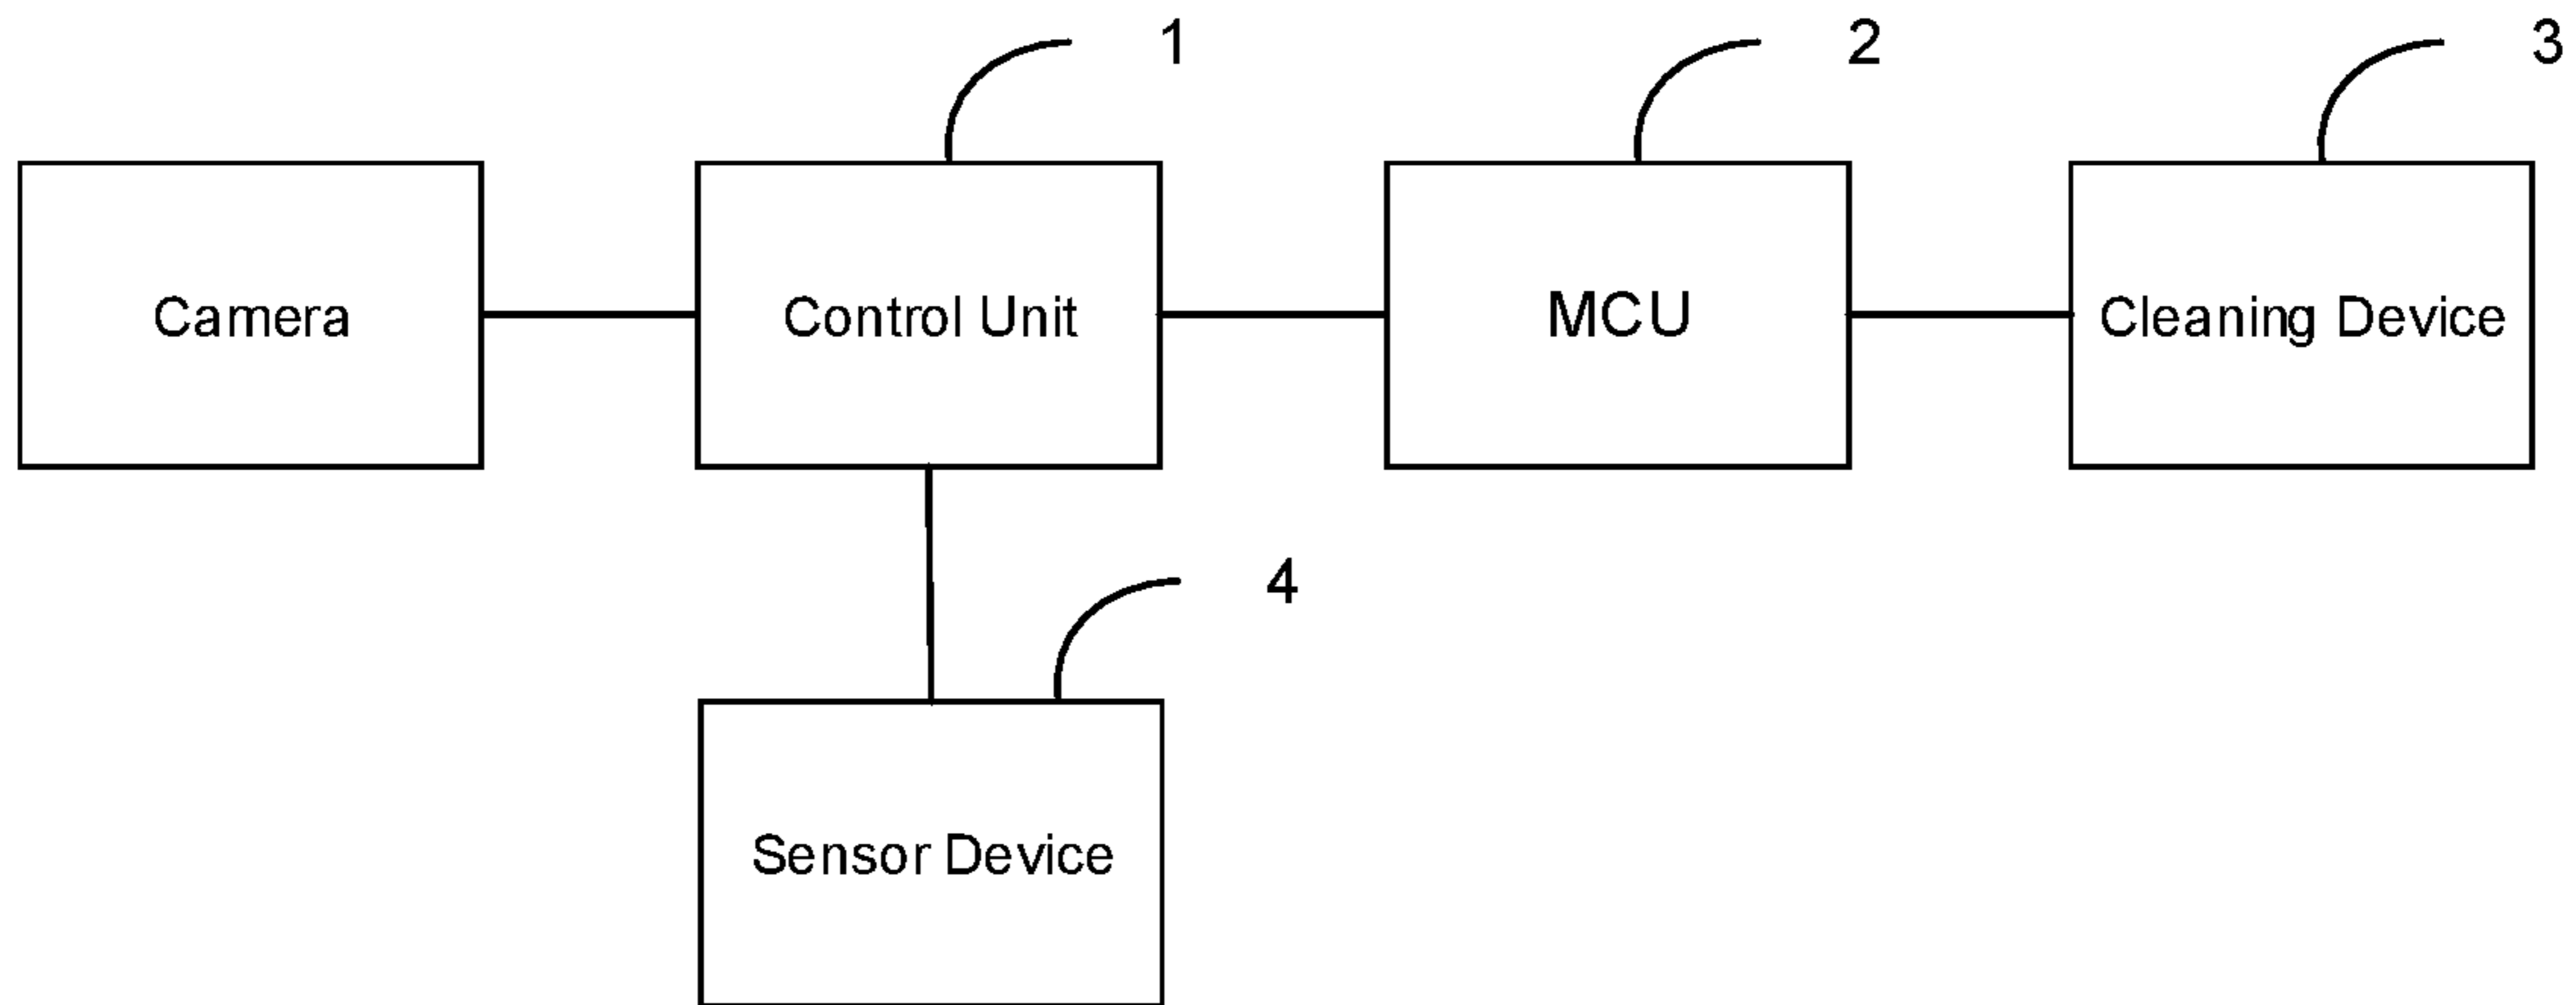 1
2
3
Camera
Control Unit
MCU
Cleaning Device
4
Sensor Device